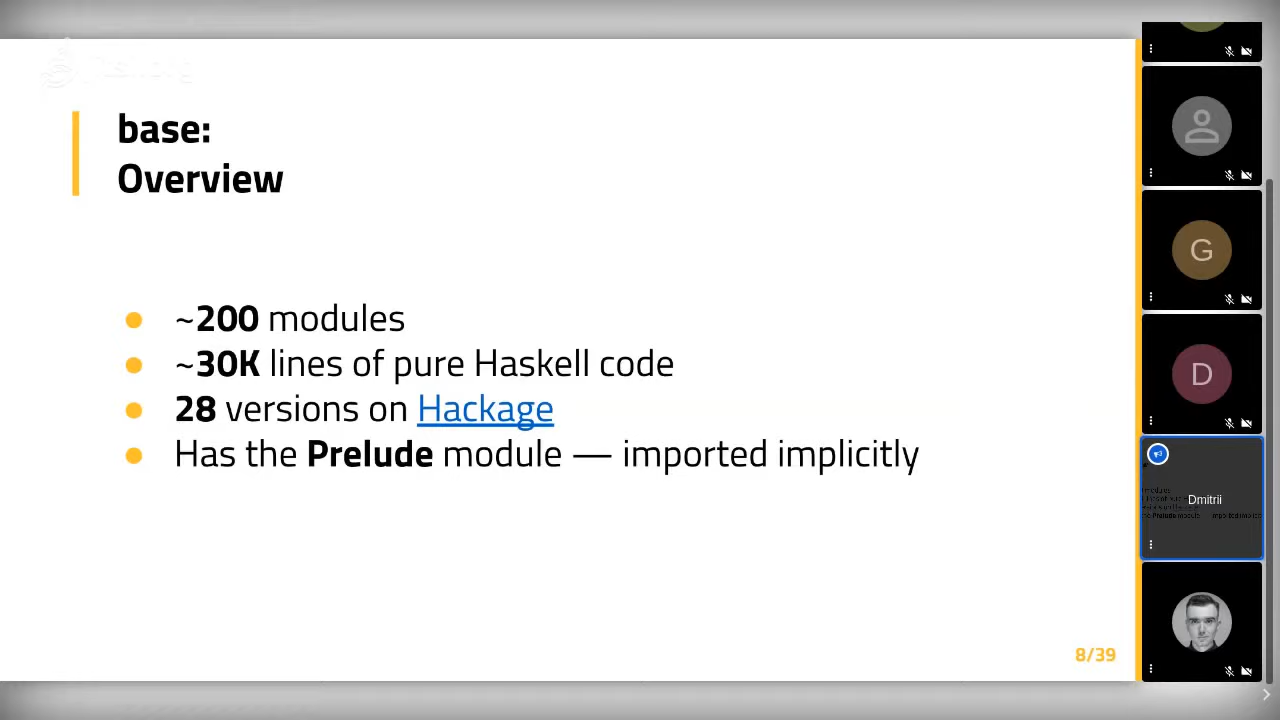 base:
Overview
~200 modules
~30K lines of pure Haskell code
28 versions on Hackage
Has the Prelude module — imported implicitly
8/39
G
D
Dmitrii